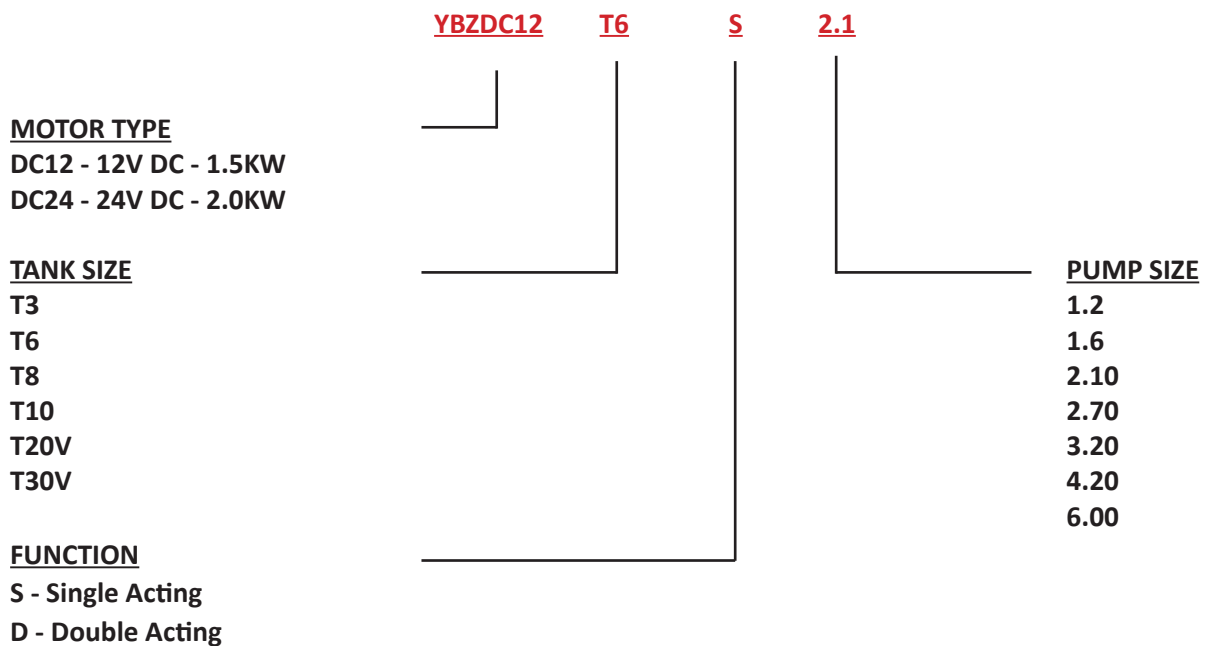 YBZDC12 T6 S 2.1
MOTOR TYPE
DC12 - 12V DC - 1.5KW
DC24 - 24V DC - 2.0KW
TANK SIZE
T3
T6
T8
T10
T20V
T30V
FUNCTION
S - Single Acting
D - Double Acting
PUMP SIZE
1.2
1.6
2.10
2.70
3.20
4.20
6.00